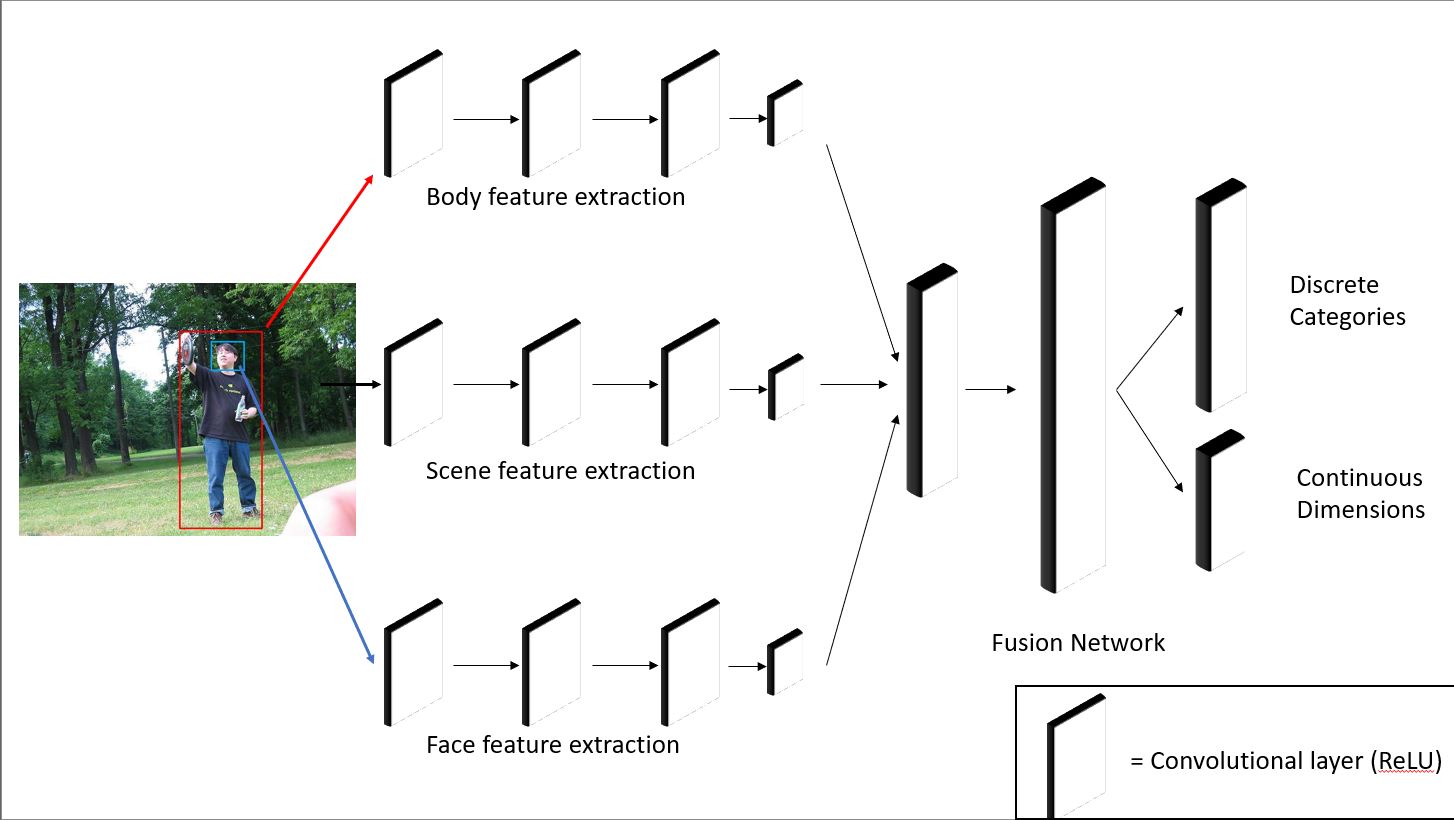 Body feature extraction
Discrete
Categories
Scene feature extraction
Continuous
Dimensions
Fusion Network
Face feature extraction
= Convolutional layer (ReLU)